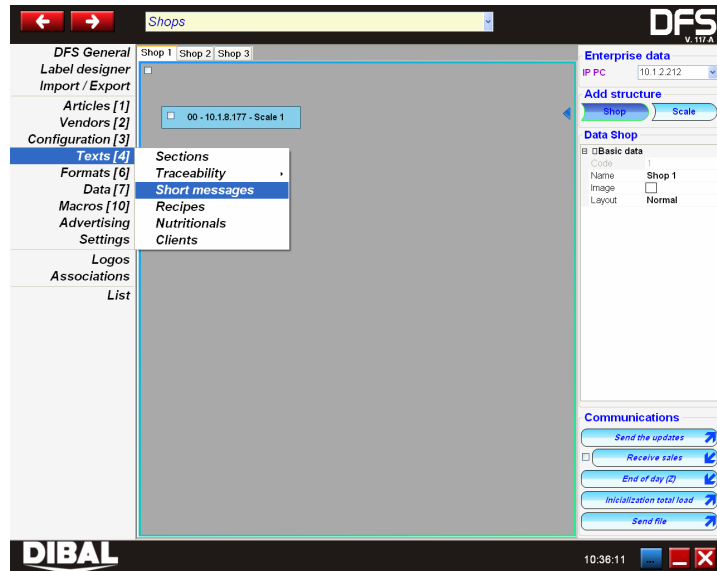 Shops
DFS
V. 117-A
DFS General
Label designer
Import / Export
Articles [1]
Vendors [2]
Configuration [3]
Texts [4]
Formats [6]
Data [7]
Macros [10]
Advertising
Settings
Logos
Associations
List
Shop 1 Shop 2 Shop 3
00 - 10.1.8.177 - Scale 1
Sections
Traceability
Short messages
Recipes
Nutritionals
Clients
Enterprise data
IP PC 10.1.2.212
Add structure
Shop Scale
Data Shop
Basic data
Code 1
Name Shop 1
Image
Layout Normal
Communications
Send the updates
Receive sales
End of day (Z)
Inicialization total load
Send file
DIBAL
10:36:11
...